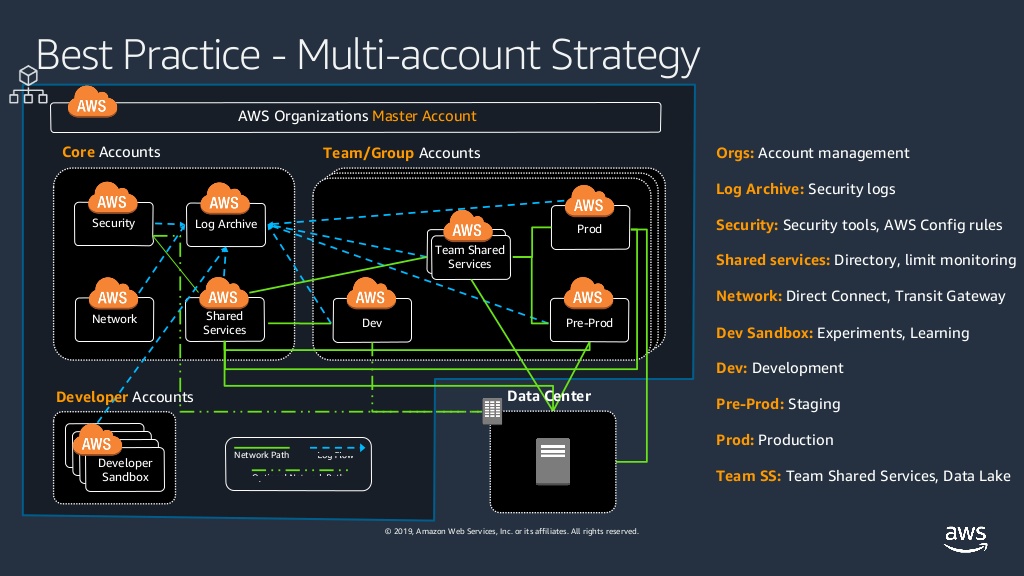 Best Practice - Multi-account Strategy
AWS
AWS Organizations Master Account
Core Accounts
Team/Group Accounts
AWS
Security
AWS
Log Archive
AWS
Team Shared
Services
AWS
Prod
AWS
Network
AWS
Shared
Services
AWS
Dev
AWS
Pre-Prod
Developer Accounts
AWS
Developer
Sandbox
Network Path
Data Center
Orgs: Account management
Log Archive: Security logs
Security: Security tools, AWS Config rules
Shared services: Directory, limit monitoring
Network: Direct Connect, Transit Gateway
Dev Sandbox: Experiments, Learning
Dev: Development
Pre-Prod: Staging
Prod: Production
Team SS: Team Shared Services, Data Lake
© 2019, Amazon Web Services, Inc. or its affiliates. All rights reserved.
aws